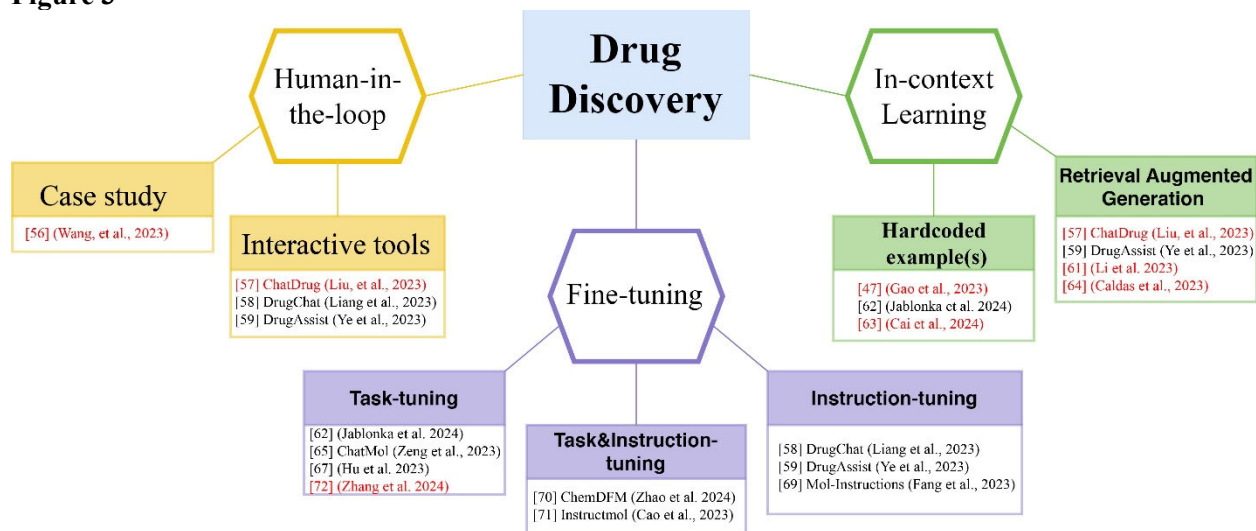 Figure 3
Drug
Discovery
Human-in-
the-loop
Case study
[56] (Wang, et al., 2023)
Interactive tools
[57] ChatDrug (Liu, et al., 2023)
[58] DrugChat (Liang et al., 2023)
[59] DrugAssist (Ye et al., 2023)
Fine-tuning
Task-tuning
[62] (Jablonka et al. 2024)
[65] ChatMol (Zeng et al., 2023)
[67] (Hu et al. 2023)
[72] (Zhang et al. 2024)
Task&Instruction-
tuning
[70] ChemDFM (Zhao et al. 2024)
[71] Instructmol (Cao et al., 2023)
Instruction-tuning
[58] DrugChat (Liang et al., 2023)
[59] DrugAssist (Ye et al., 2023)
[69] Mol-Instructions (Fang et al., 2023)
In-context
Learning
Hardcoded
example(s)
[47] (Gao et al., 2023)
[62] (Jablonka et al. 2024)
[63] (Cai et al., 2024)
Retrieval Augmented
Generation
[57] ChatDrug (Liu, et al., 2023)
[59] DrugAssist (Ye et al., 2023)
[61] (Li et al. 2023)
[64] (Caldas et al., 2023)